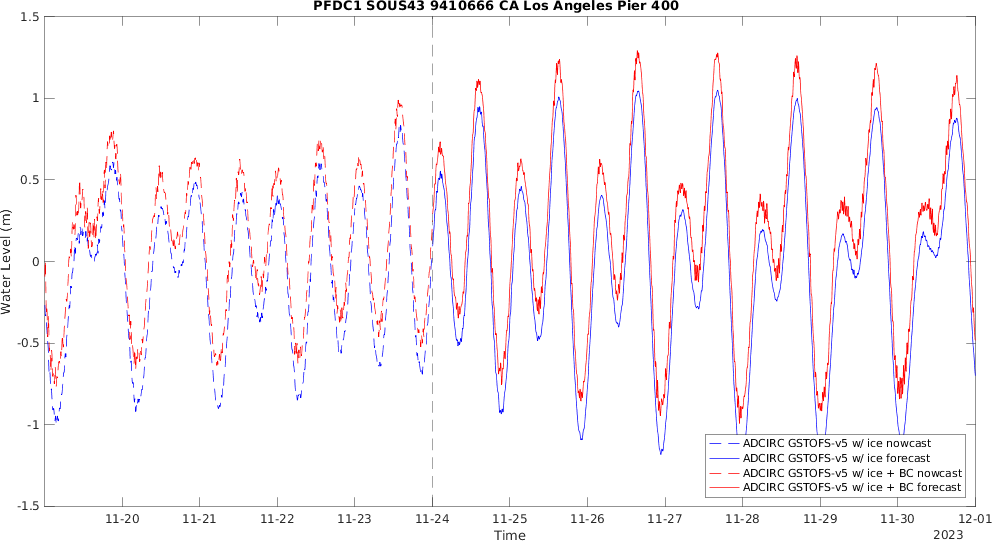 PFDC1 SOUS43 9410666 CA Los Angeles Pier 400
1.5
1
0.5
0
-0.5
-1
-1.5
Water Level (m)
ADCIRC GSTOFS-v5 w/ ice nowcast
ADCIRC GSTOFS-v5 w/ ice forecast
ADCIRC GSTOFS-v5 w/ ice + BC nowcast
ADCIRC GSTOFS-v5 w/ ice + BC forecast
11-20 11-21 11-22 11-23 11-24 11-25 11-26 11-27 11-28 11-29 11-30 12-01
Time
2023